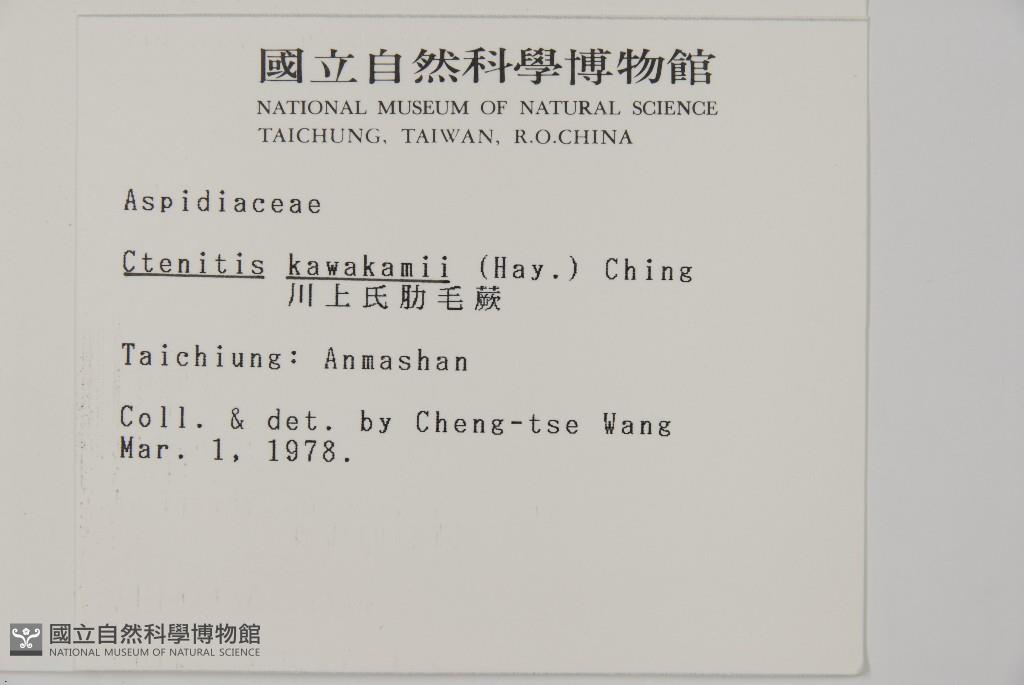 國立自然科學博物館
NATIONAL MUSEUM OF NATURAL SCIENCE
TAICHUNG, TAIWAN, R.O.CHINA
Aspidiaceae
Ctenitis kawakamii (Hay.) Ching
川上氏肋毛蕨
Taichiung: Anmashan
Coll. & det. by Cheng-tse Wang
Mar. 1, 1978.
國立自然科學博物館
NATIONAL MUSEUM OF NATURAL SCIENCE